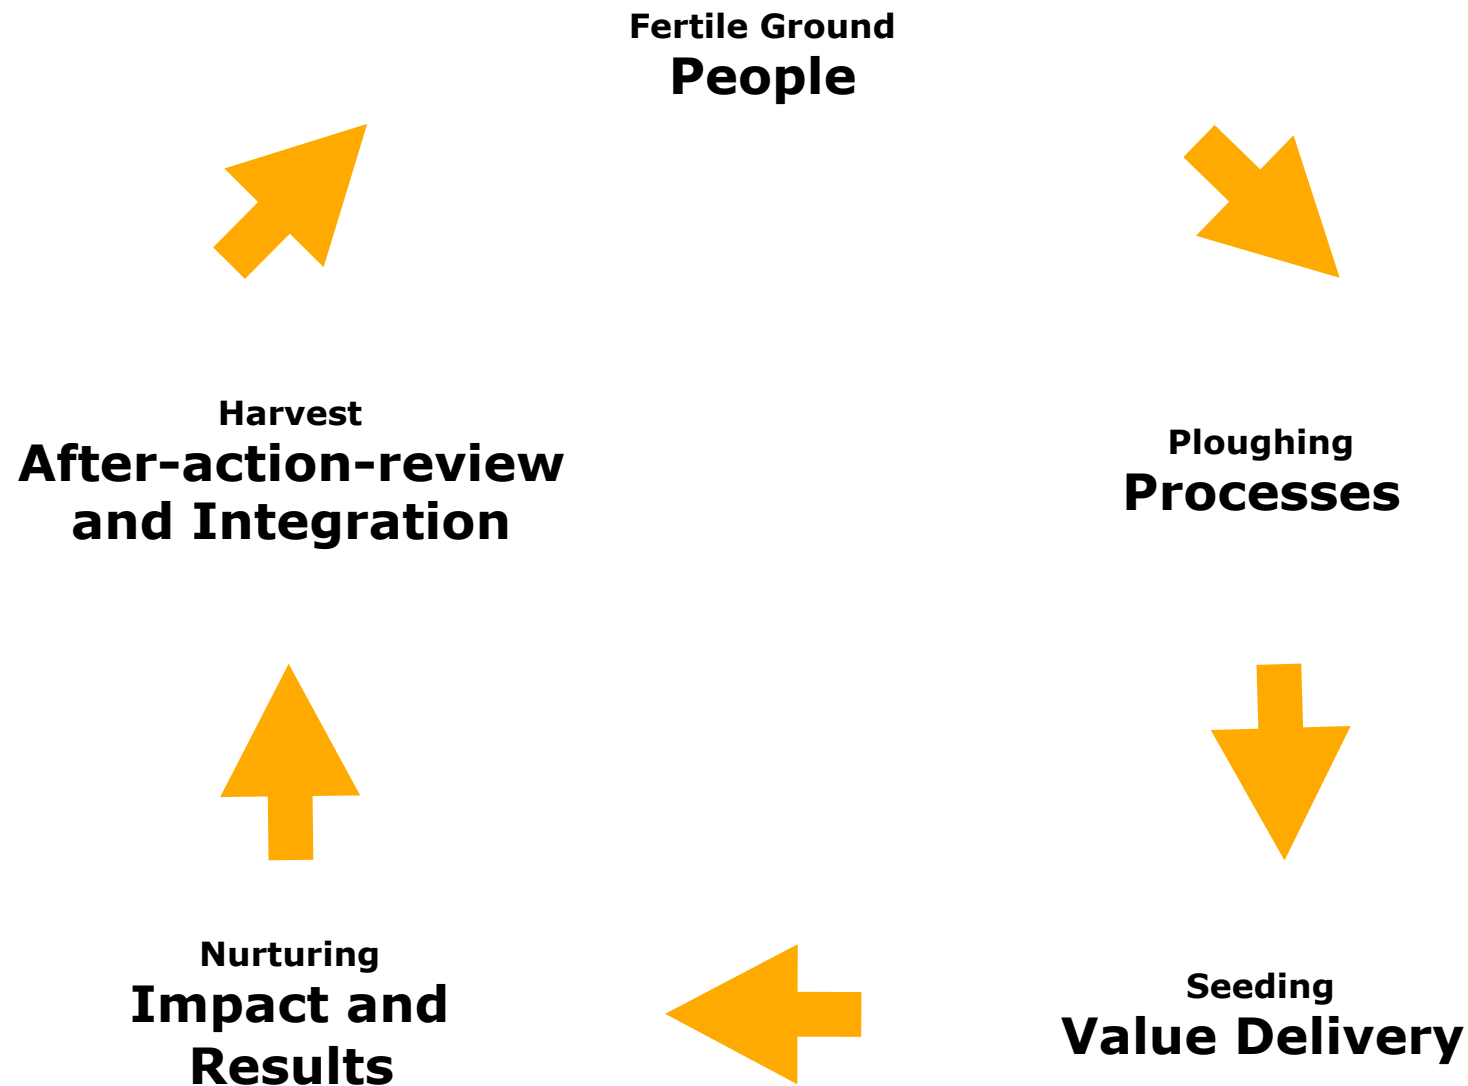 Fertile Ground
People
Harvest
After-action-review
and Integration
Ploughing
Processes
Nurturing
Impact and
Results
Seeding
Value Delivery